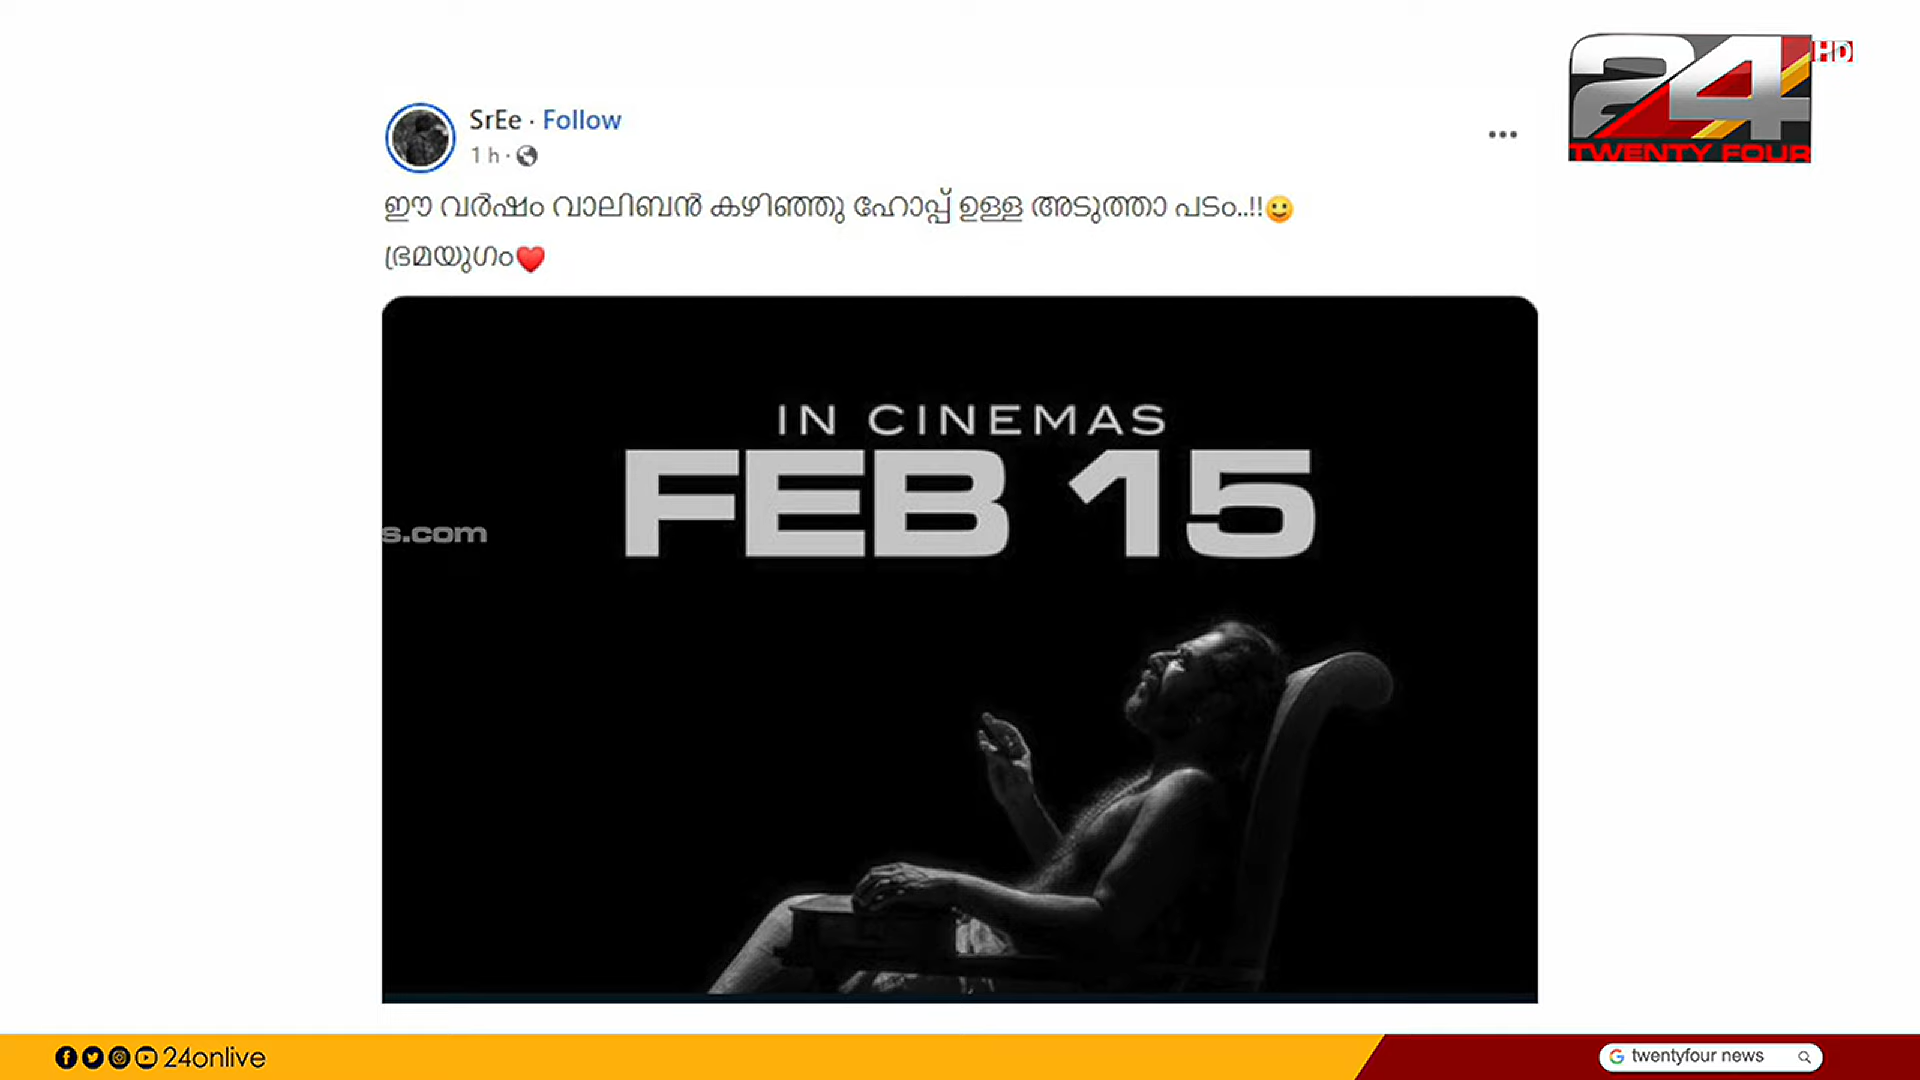 24 HD
TWENTY FOUR
SrEe · Follow
1 h ·
ഈ വർഷം വാലിബൻ കഴിഞ്ഞു ഹോപ്പ് ഉള്ള അടുത്താ പടം..!!🙂
ഭ്രമയുഗം❤️
IN CINEMAS
FEB 15
s.com
24onlive
twentyfour news